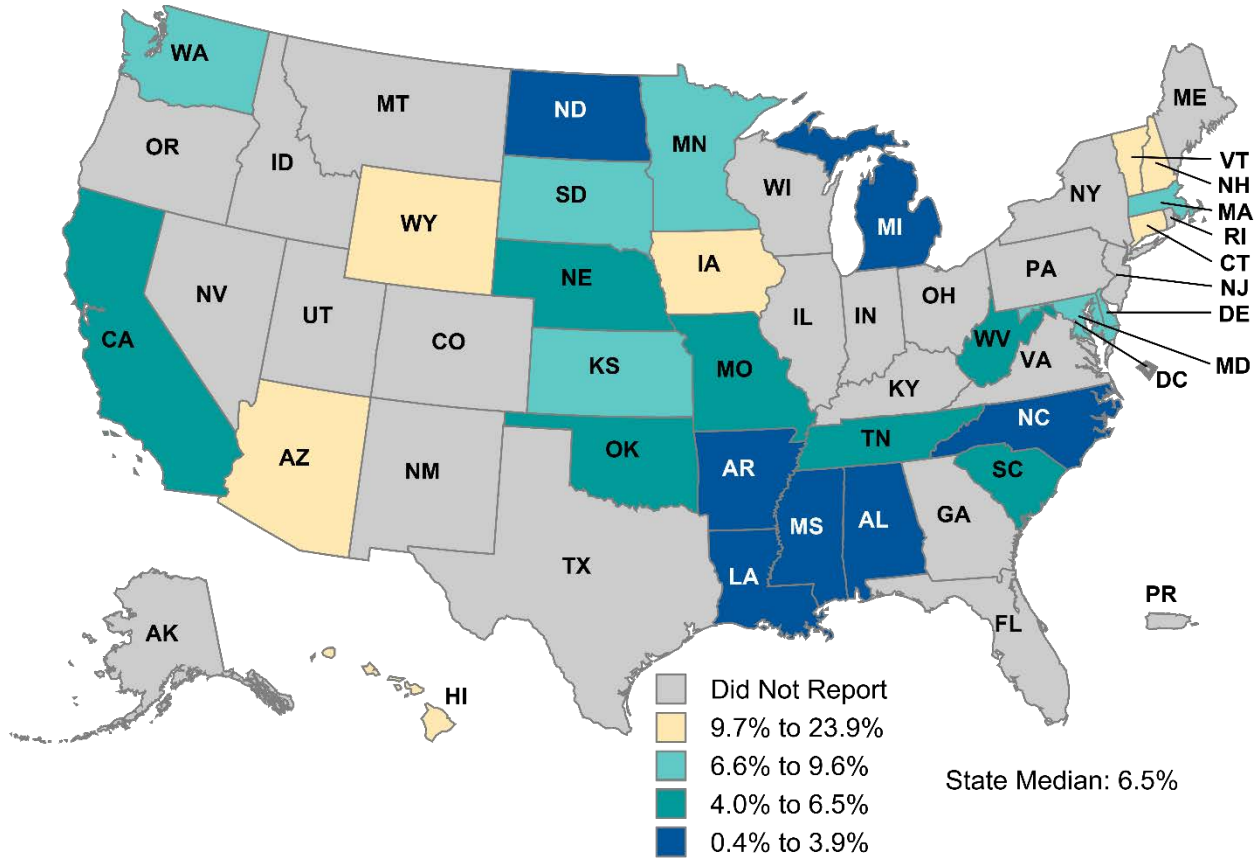 WA
MT
ND
MN
ME
OR
ID
WI
VT
NH
NY
MA
SD
RI
WY
MI
CT
IA
PA
NJ
NE
OH
DE
NV
IL
IN
UT
CA
CO
WV
VA
MD
KS
MO
KY
DC
NC
TN
AZ
OK
NM
AR
SC
MS
AL
GA
TX
LA
PR
AK
FL
HI
Did Not Report
9.7% to 23.9%
6.6% to 9.6%
4.0% to 6.5%
0.4% to 3.9%
State Median: 6.5%